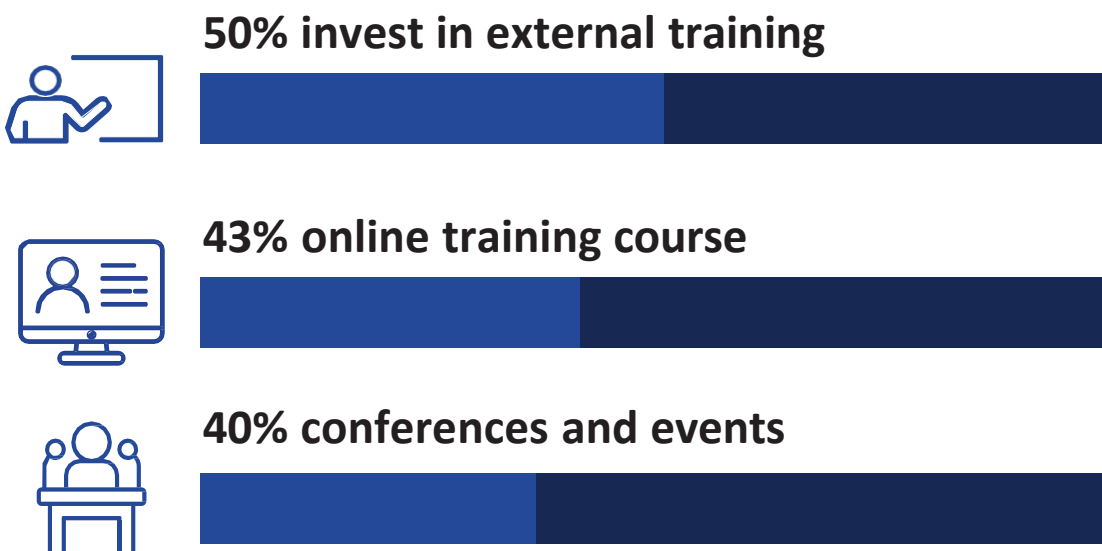 50% invest in external training
43% online training course
40% conferences and events